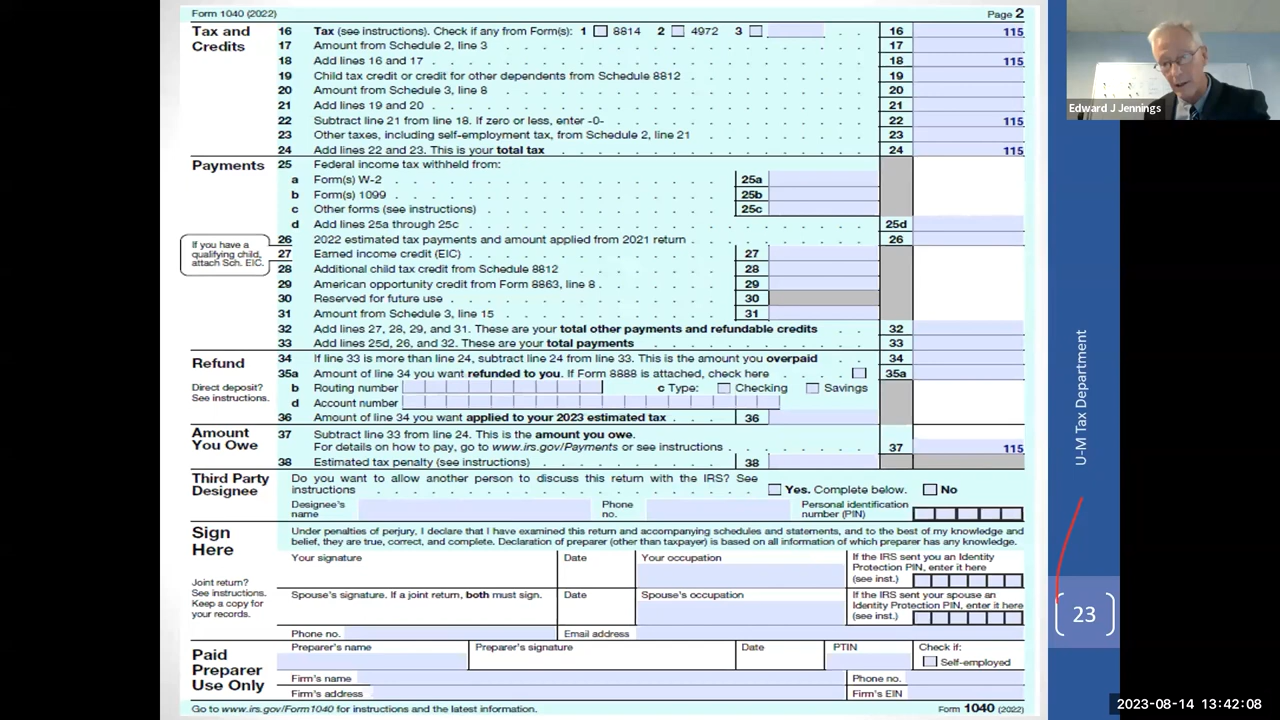 Form 1040 (2022) Page 2
Tax and Credits
16 Tax (see instructions). Check if any from Form(s): 1 8814 2 4972 3 . . 16 115
17 Amount from Schedule 2, line 3 17
18 Add lines 16 and 17 18 115
19 Child tax credit or credit for other dependents from Schedule 8812 19
20 Amount from Schedule 3, line 8 20
21 Add lines 19 and 20 21
22 Subtract line 21 from line 18. If zero or less, enter -0- 22 115
23 Other taxes, including self-employment tax, from Schedule 2, line 21 23
24 Add lines 22 and 23. This is your total tax 24 115
Payments
25 Federal income tax withheld from:
a Form(s) W-2 25a
b Form(s) 1099 25b
c Other forms (see instructions) 25c
d Add lines 25a through 25c 25d
If you have a qualifying child, attach Sch. EIC.
26 2022 estimated tax payments and amount applied from 2021 return 26
27 Earned income credit (EIC) 27
28 Additional child tax credit from Schedule 8812 28
29 American opportunity credit from Form 8863, line 8 29
30 Reserved for future use 30
31 Amount from Schedule 3, line 15 31
32 Add lines 27, 28, 29, and 31. These are your total other payments and refundable credits 32
33 Add lines 25d, 26, and 32. These are your total payments 33
Refund
Direct deposit? See instructions.
34 If line 33 is more than line 24, subtract line 24 from line 33. This is the amount you overpaid 34
35a Amount of line 34 you want refunded to you. If Form 8888 is attached, check here 35a
b Routing number c Type: Checking Savings
d Account number
36 Amount of line 34 you want applied to your 2023 estimated tax 36
Amount You Owe
37 Subtract line 33 from line 24. This is the amount you owe.
For details on how to pay, go to www.irs.gov/Payments or see instructions 37 115
38 Estimated tax penalty (see instructions) 38
Third Party Designee
Do you want to allow another person to discuss this return with the IRS? See
instructions Yes. Complete below. No
Designee's name Phone no. Personal identification number (PIN)
Sign Here
Under penalties of perjury, I declare that I have examined this return and accompanying schedules and statements, and to the best of my knowledge and
belief, they are true, correct, and complete. Declaration of preparer (other than taxpayer) is based on all information of which preparer has any knowledge.
Your signature Date Your occupation If the IRS sent you an Identity Protection PIN, enter it here (see inst.)
Joint return? See instructions. Keep a copy for your records.
Spouse's signature. If a joint return, both must sign. Date Spouse's occupation If the IRS sent your spouse an Identity Protection PIN, enter it here (see inst.)
Phone no. Email address
Paid Preparer Use Only
Preparer's name Preparer's signature Date PTIN Check if:
Self-employed
Firm's name Phone no.
Firm's address Firm's EIN
Go to www.irs.gov/Form1040 for instructions and the latest information. Form 1040 (2022)
Edward J Jennings
U-M Tax Department
23
2023-08-14 13:42:08